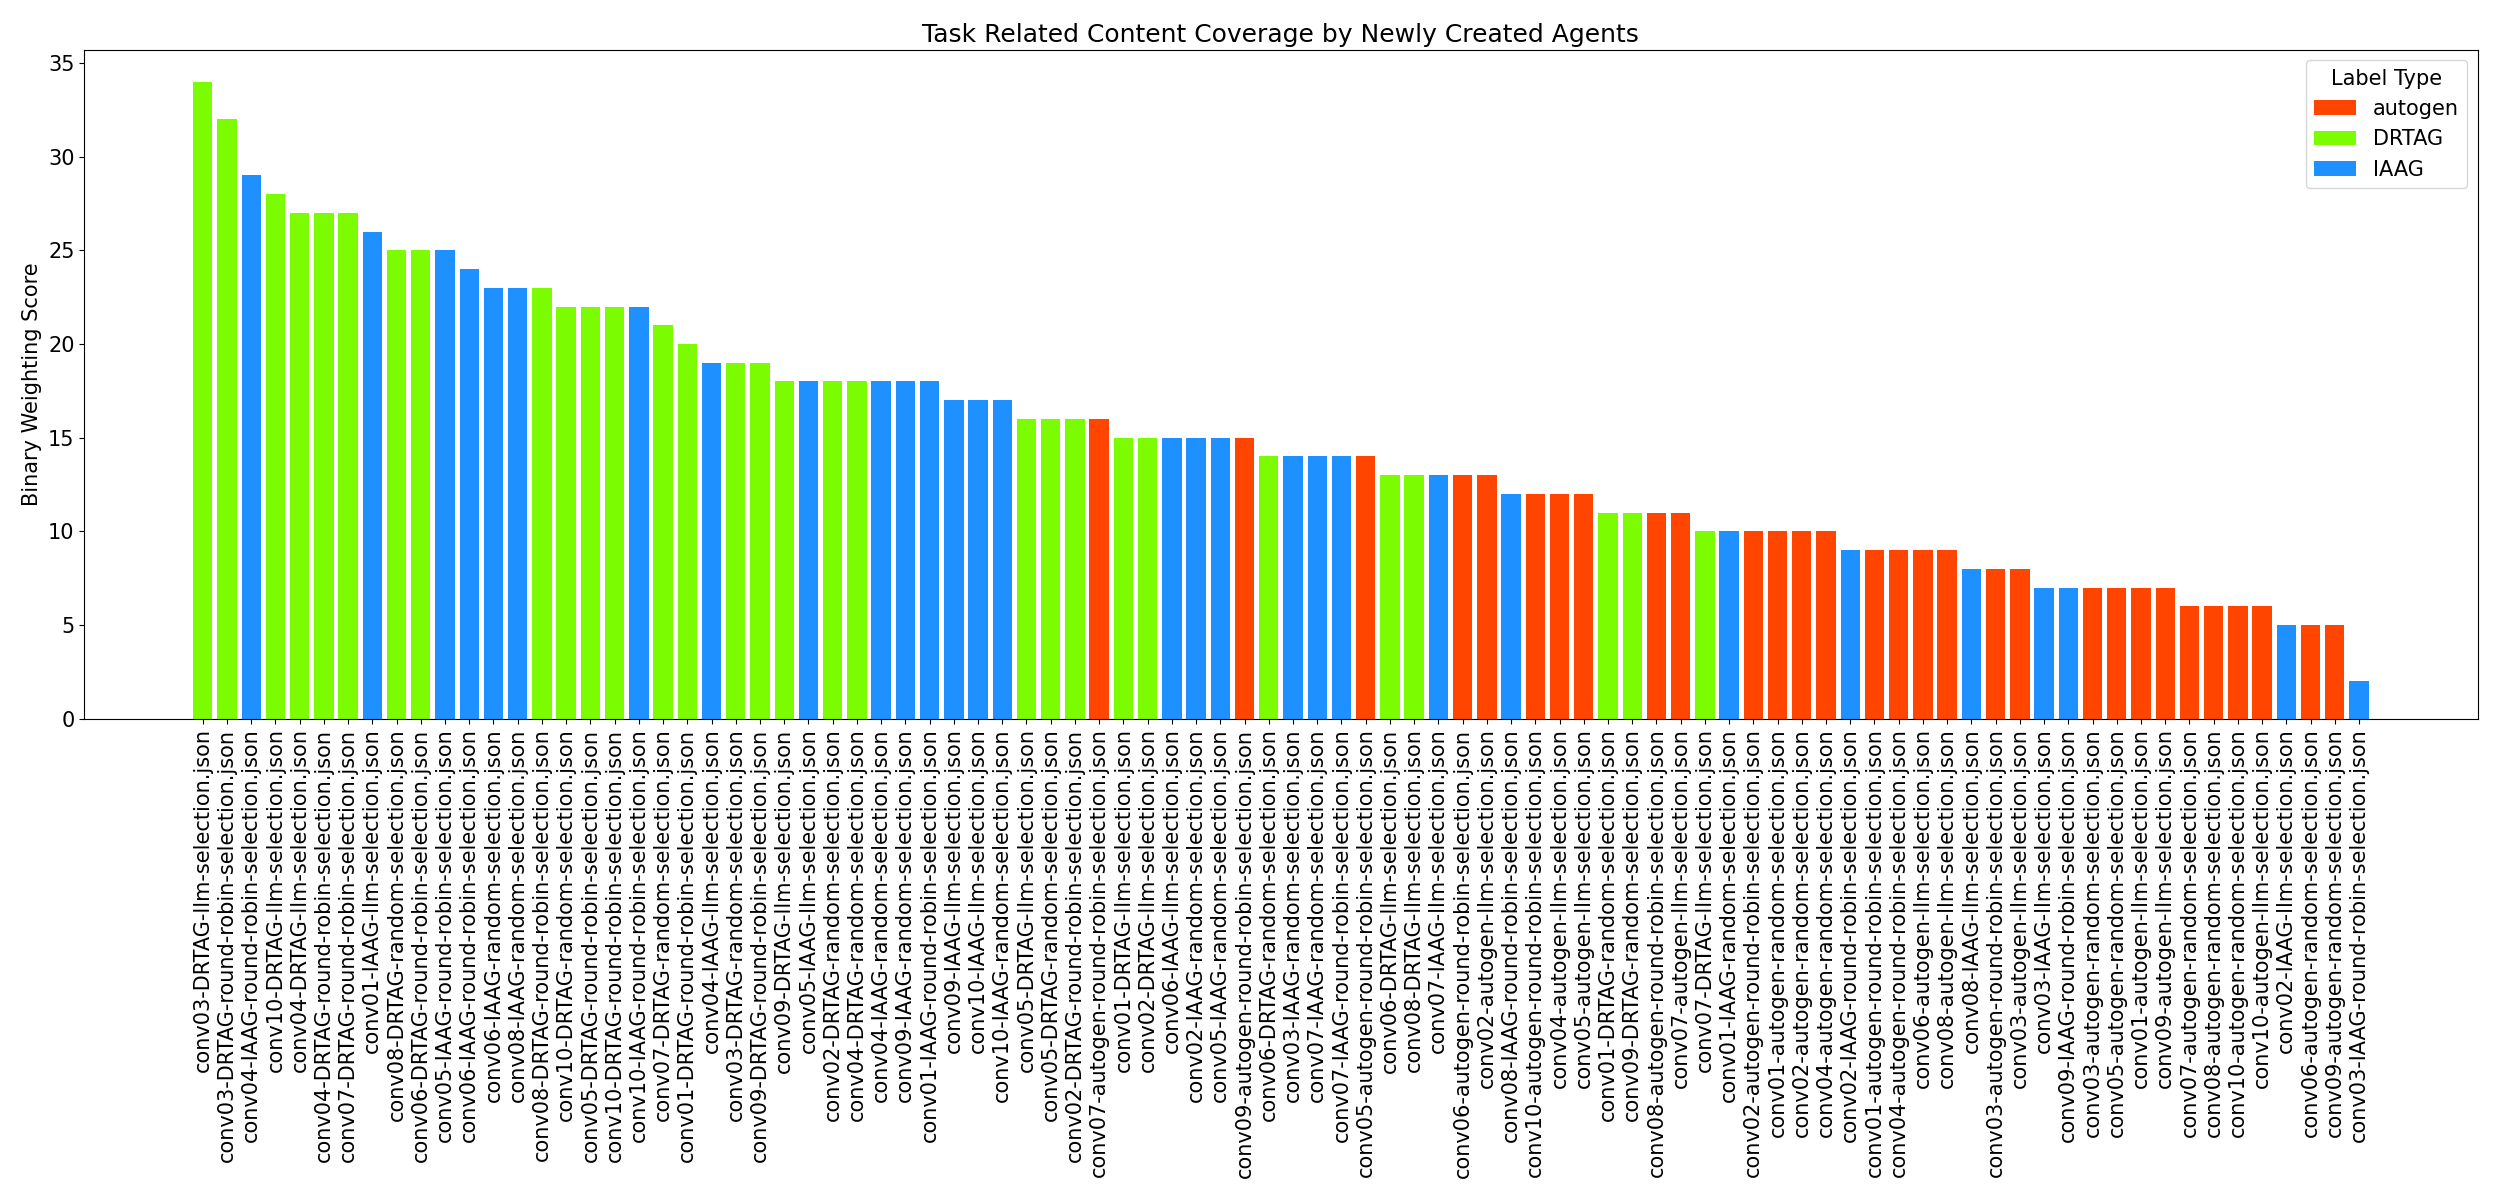 Task Related Content Coverage by Newly Created Agents
Binary Weighting Score
35
30
25
20
15
10
5
0
Label Type
autogen
DRTAG
IAAG
conv03-DRTAG-llm-selection.json
conv03-DRTAG-round-robin-selection.json
conv04-IAAG-round-robin-selection.json
conv10-DRTAG-llm-selection.json
conv04-DRTAG-llm-selection.json
conv04-DRTAG-round-robin-selection.json
conv07-DRTAG-round-robin-selection.json
conv01-IAAG-llm-selection.json
conv08-DRTAG-random-selection.json
conv06-DRTAG-round-robin-selection.json
conv05-IAAG-round-robin-selection.json
conv06-IAAG-round-robin-selection.json
conv06-IAAG-random-selection.json
conv08-IAAG-random-selection.json
conv08-DRTAG-round-robin-selection.json
conv10-DRTAG-random-selection.json
conv05-DRTAG-round-robin-selection.json
conv10-DRTAG-round-robin-selection.json
conv10-IAAG-round-robin-selection.json
conv07-DRTAG-random-selection.json
conv01-DRTAG-round-robin-selection.json
conv04-IAAG-llm-selection.json
conv03-DRTAG-random-selection.json
conv09-DRTAG-round-robin-selection.json
conv09-DRTAG-llm-selection.json
conv05-IAAG-llm-selection.json
conv02-DRTAG-random-selection.json
conv04-DRTAG-random-selection.json
conv04-IAAG-random-selection.json
conv09-IAAG-random-selection.json
conv01-IAAG-round-robin-selection.json
conv09-IAAG-llm-selection.json
conv10-IAAG-llm-selection.json
conv10-IAAG-random-selection.json
conv05-DRTAG-llm-selection.json
conv05-DRTAG-random-selection.json
conv02-DRTAG-round-robin-selection.json
conv07-autogen-round-robin-selection.json
conv01-DRTAG-llm-selection.json
conv02-DRTAG-llm-selection.json
conv06-IAAG-llm-selection.json
conv02-IAAG-random-selection.json
conv05-IAAG-random-selection.json
conv09-autogen-round-robin-selection.json
conv06-DRTAG-random-selection.json
conv03-IAAG-random-selection.json
conv07-IAAG-random-selection.json
conv07-IAAG-round-robin-selection.json
conv05-autogen-round-robin-selection.json
conv06-DRTAG-llm-selection.json
conv08-DRTAG-llm-selection.json
conv07-IAAG-llm-selection.json
conv06-autogen-round-robin-selection.json
conv02-autogen-llm-selection.json
conv08-IAAG-round-robin-selection.json
conv10-autogen-round-robin-selection.json
conv04-autogen-llm-selection.json
conv05-autogen-llm-selection.json
conv01-DRTAG-random-selection.json
conv09-DRTAG-random-selection.json
conv08-autogen-round-robin-selection.json
conv07-autogen-llm-selection.json
conv07-DRTAG-llm-selection.json
conv01-IAAG-random-selection.json
conv02-autogen-round-robin-selection.json
conv01-autogen-random-selection.json
conv02-autogen-random-selection.json
conv04-autogen-random-selection.json
conv02-IAAG-round-robin-selection.json
conv01-autogen-round-robin-selection.json
conv04-autogen-round-robin-selection.json
conv06-autogen-llm-selection.json
conv08-autogen-llm-selection.json
conv08-IAAG-llm-selection.json
conv03-autogen-round-robin-selection.json
conv03-autogen-llm-selection.json
conv03-IAAG-llm-selection.json
conv09-IAAG-round-robin-selection.json
conv03-autogen-random-selection.json
conv05-autogen-random-selection.json
conv01-autogen-llm-selection.json
conv09-autogen-llm-selection.json
conv07-autogen-random-selection.json
conv08-autogen-random-selection.json
conv10-autogen-random-selection.json
conv10-autogen-llm-selection.json
conv02-IAAG-llm-selection.json
conv06-autogen-random-selection.json
conv09-autogen-random-selection.json
conv03-IAAG-round-robin-selection.json